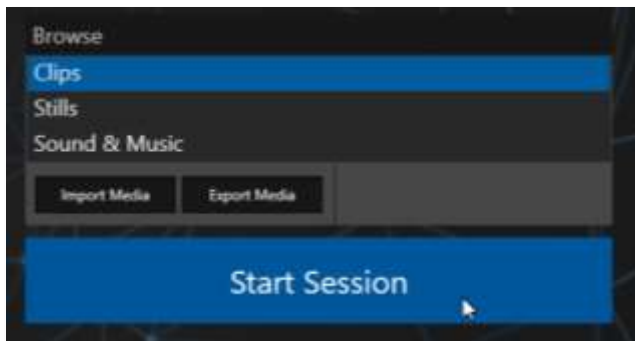 Browse
Clips
Stills
Sound & Music
Import Media Export Media
Start Session